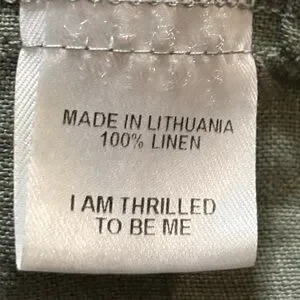 MADE IN LITHUANIA
100% LINEN
I AM THRILLED
TO BE ME